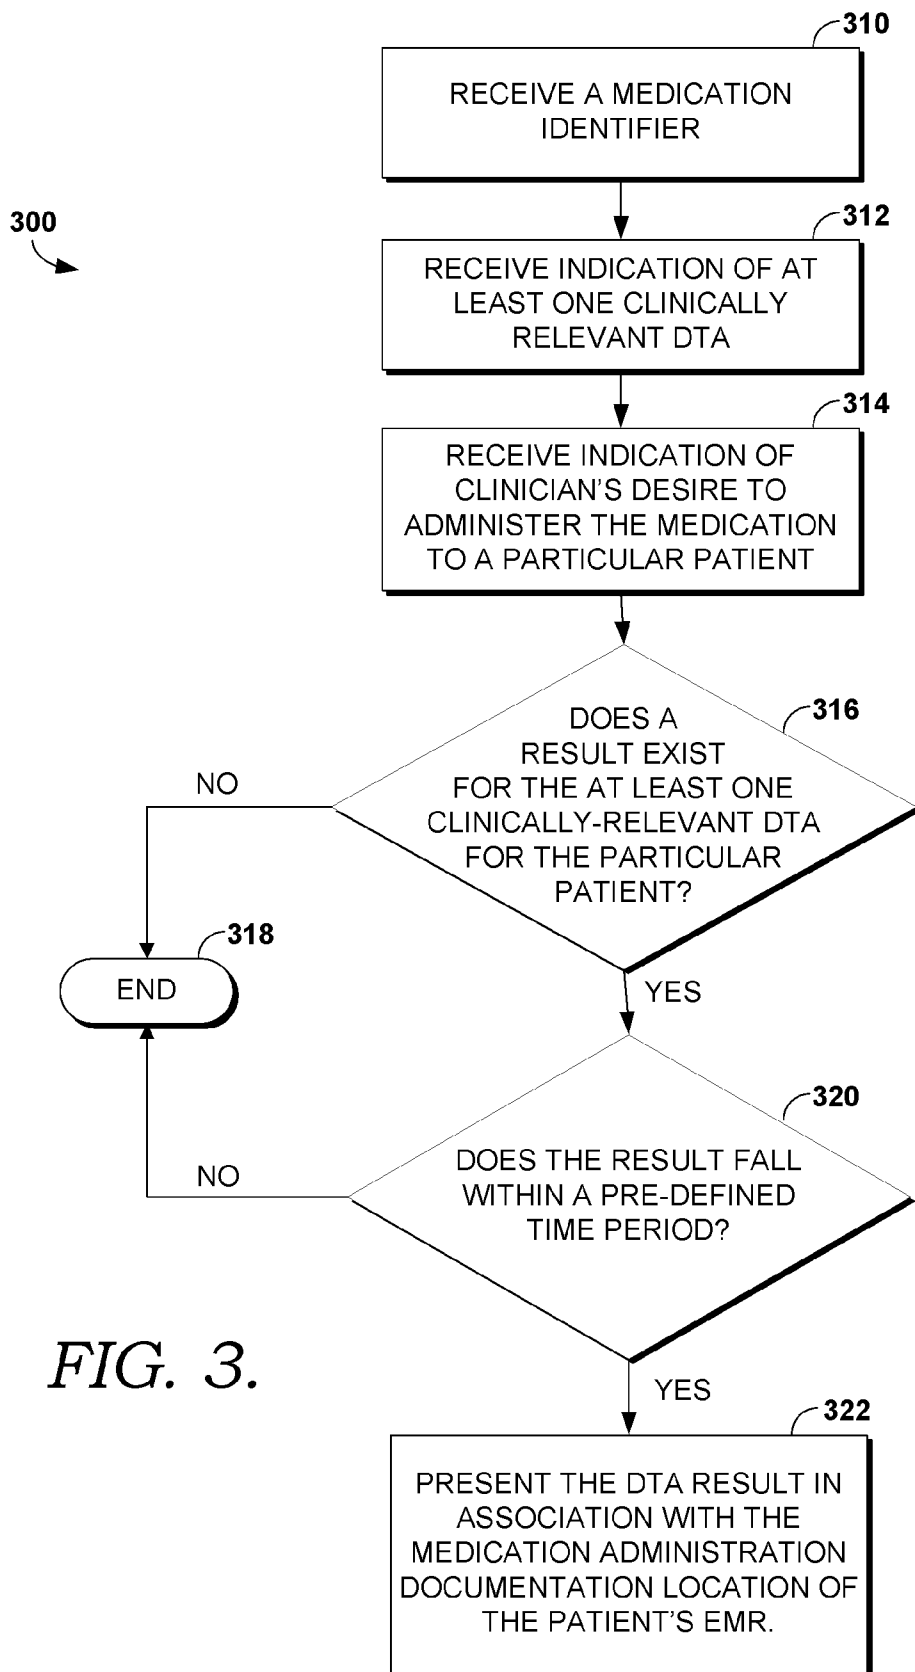 310
RECEIVE A MEDICATION
IDENTIFIER
300
312
RECEIVE INDICATION OF AT
LEAST ONE CLINICALLY
RELEVANT DTA
314
RECEIVE INDICATION OF
CLINICIAN'S DESIRE TO
ADMINISTER THE MEDICATION
TO A PARTICULAR PATIENT
316
DOES A
RESULT EXIST
FOR THE AT LEAST ONE
CLINICALLY-RELEVANT DTA
FOR THE PARTICULAR
PATIENT?
NO
318
END
YES
320
DOES THE RESULT FALL
WITHIN A PRE-DEFINED
TIME PERIOD?
NO
FIG. 3.
YES
322
PRESENT THE DTA RESULT IN
ASSOCIATION WITH THE
MEDICATION ADMINISTRATION
DOCUMENTATION LOCATION OF
THE PATIENT'S EMR.